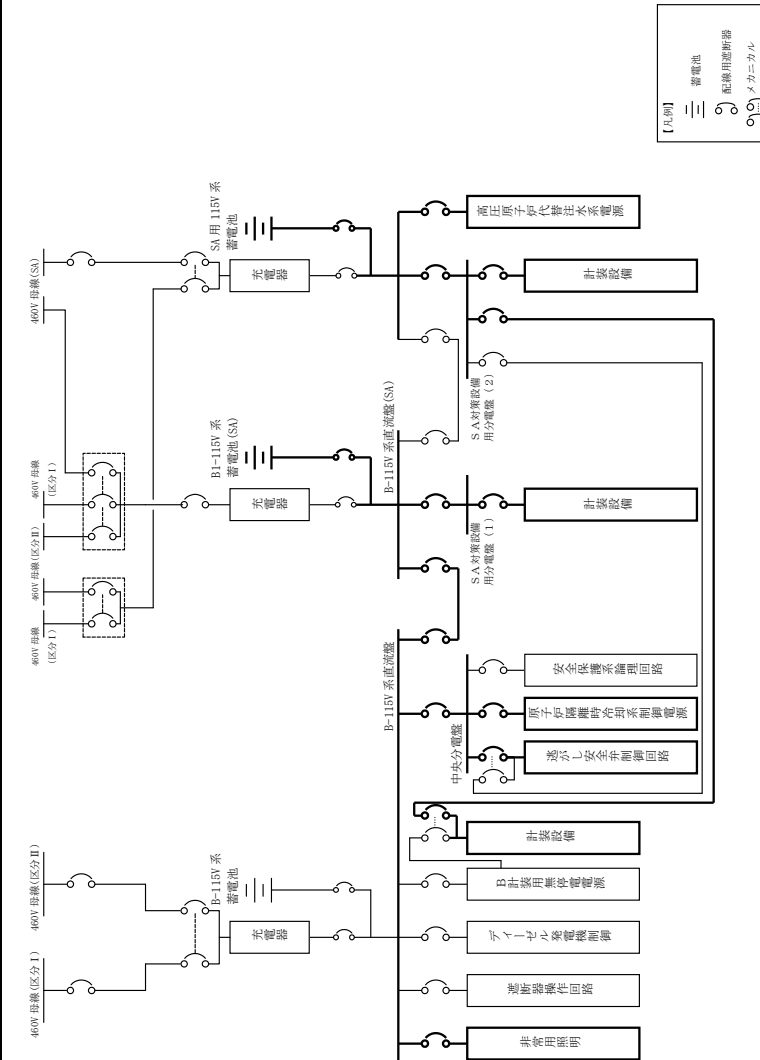 460V 母線(区分Ⅰ)
460V 母線(区分Ⅱ)
充電器
B-115V 系
蓄電池
460V 母線
(区分Ⅰ)
460V 母線(区分Ⅱ)
460V 母線
(区分Ⅰ)
充電器
B1-115V 系
蓄電池(SA)
460V 母線(SA)
充電器
SA 用 115V 系
蓄電池
B-115V 系直流盤
B-115V 系直流盤(SA)
中央分電盤
SA対策設備
用分電盤(1)
SA対策設備
用分電盤(2)
非常用照明
遮断器操作回路
ディーゼル発電機制御
B計装用無停電電源
計装設備
逃がし安全弁制御回路
原子炉隔離時冷却系制御電源
安全保護系論理回路
計装設備
計装設備
高圧原子炉代替注水系電源
【凡例】
蓄電池
配線用遮断器
メカニカル